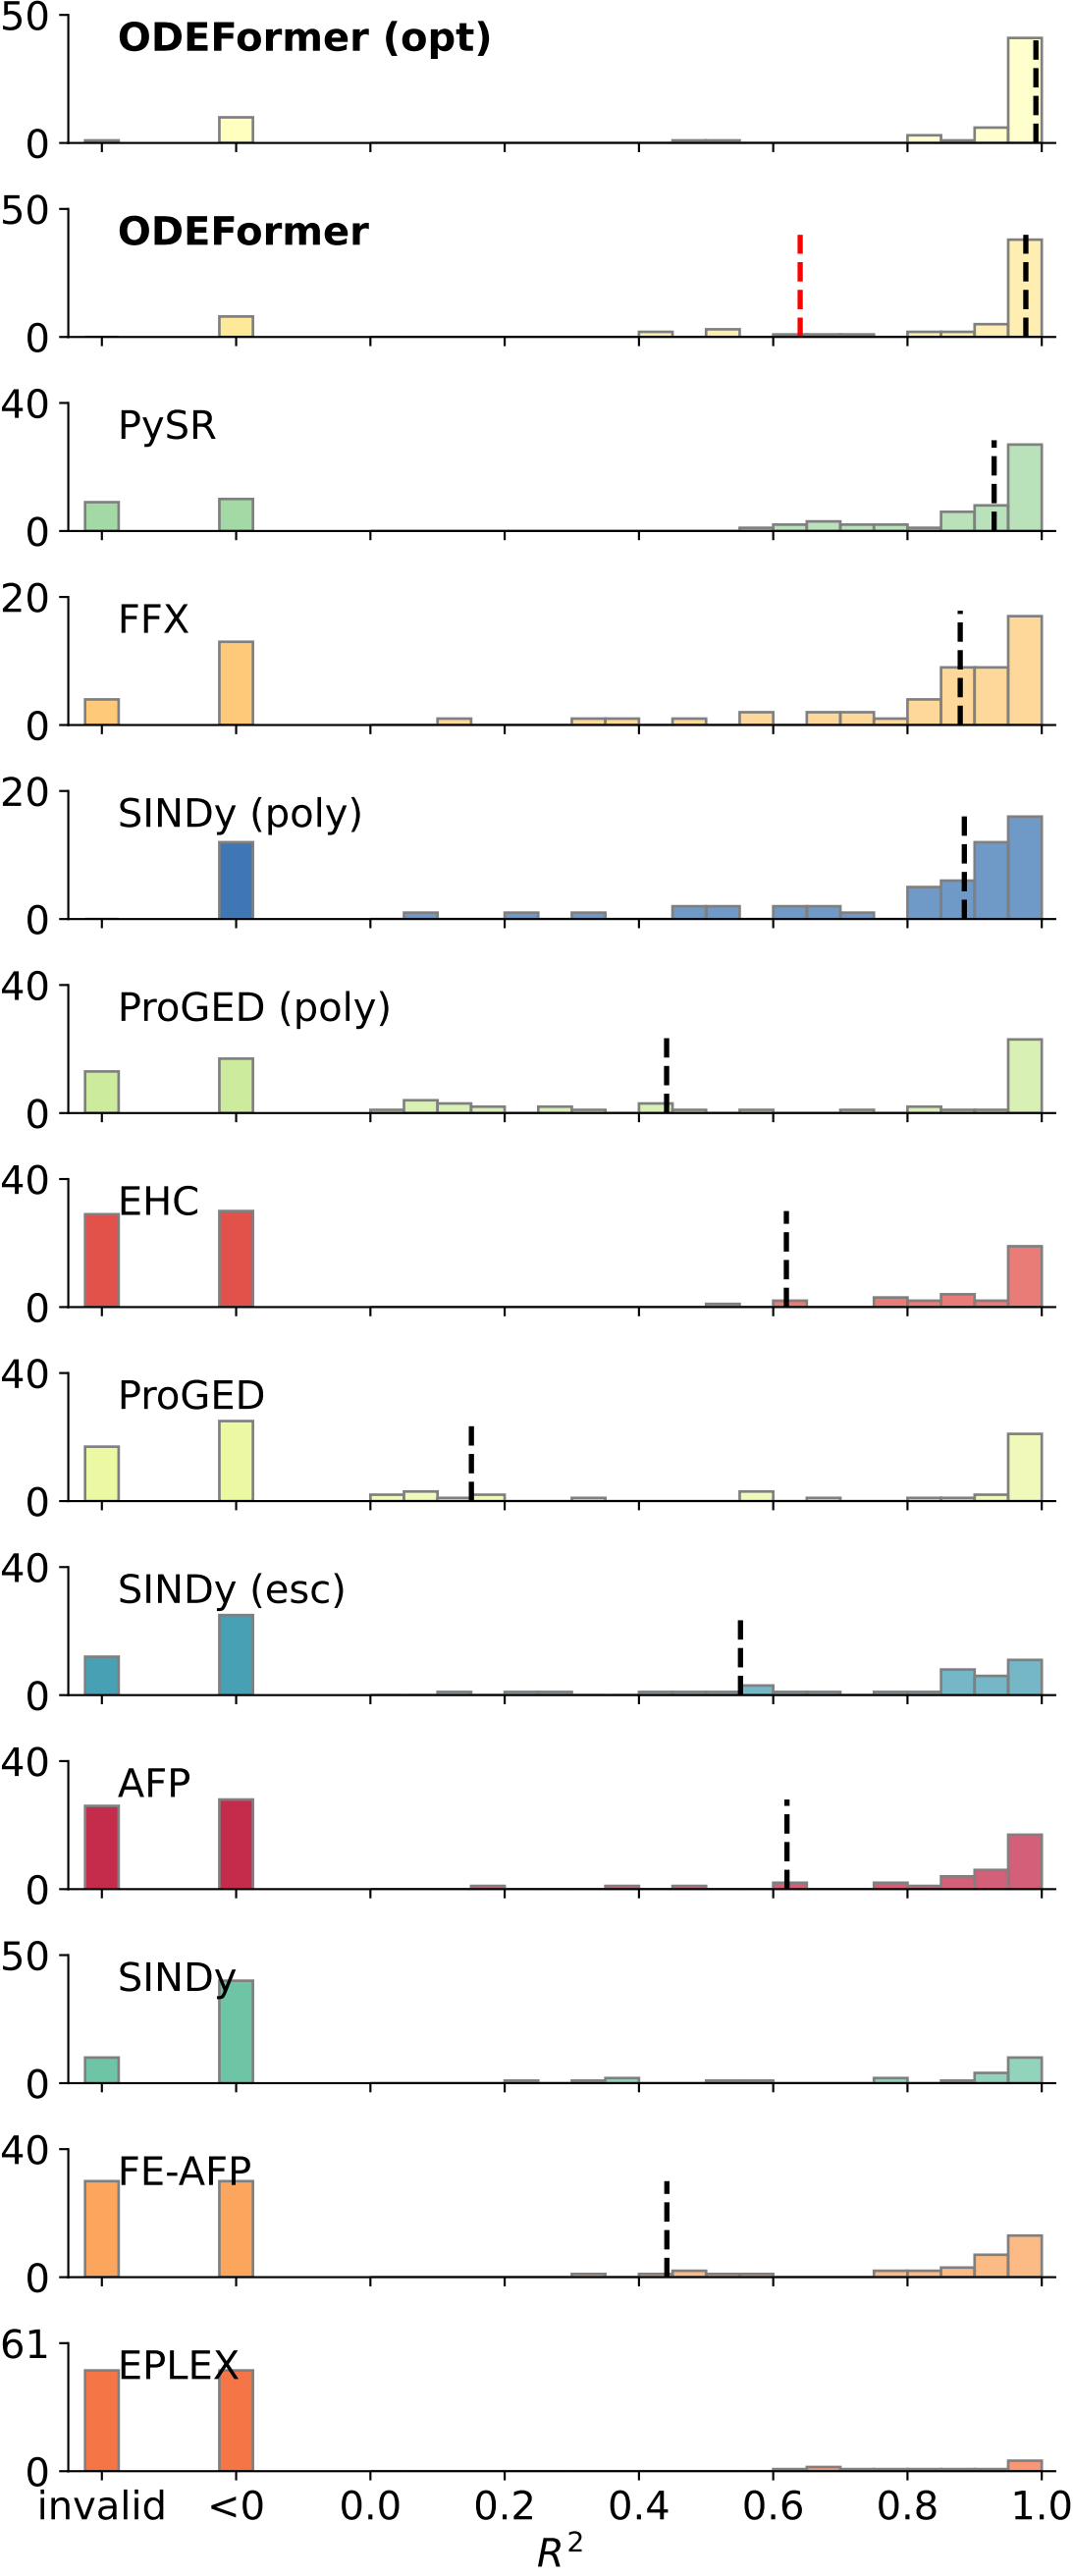 50
ODEFormer (opt)
0
50
ODEFormer
0
40
PySR
0
20
FFX
0
20
SINDy (poly)
0
40
ProGED (poly)
0
40
EHC
0
40
ProGED
0
40
SINDy (esc)
0
40
AFP
0
50
SINDy
0
40
FE-AFP
0
61
EPLEX
0
invalid <0 0.0 0.2 0.4 0.6 0.8 1.0
R²